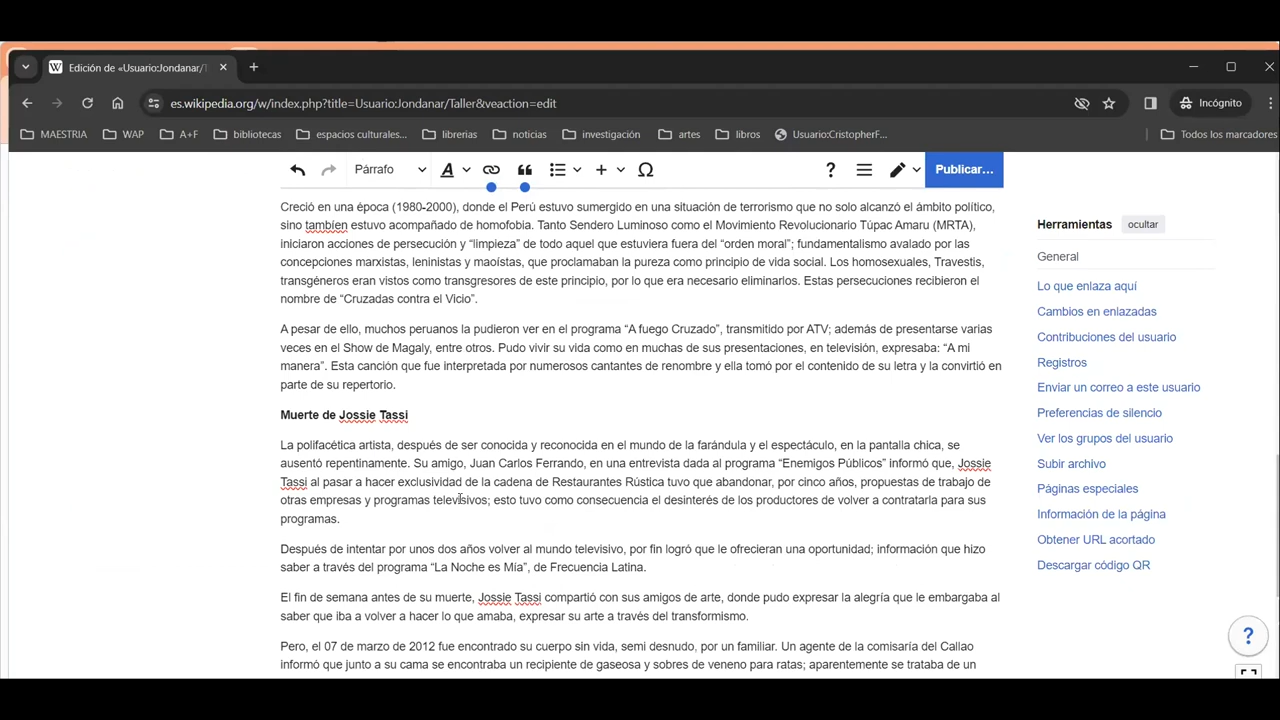 Edición de «Usuario:Jondanar/T
es.wikipedia.org/w/index.php?title=Usuario:Jondanar/Taller&veaction=edit
Incógnito
MAESTRIA
WAP
A+F
bibliotecas
espacios culturales...
librerias
noticias
investigación
artes
libros
Usuario:CristopherF...
Todos los marcadores
Párrafo
A
Ω
?
Publicar...
Creció en una época (1980-2000), donde el Perú estuvo sumergido en una situación de terrorismo que no solo alcanzó el ámbito político,
sino tambíen estuvo acompañado de homofobia. Tanto Sendero Luminoso como el Movimiento Revolucionario Túpac Amaru (MRTA),
iniciaron acciones de persecución y “limpieza” de todo aquel que estuviera fuera del “orden moral”; fundamentalismo avalado por las
concepciones marxistas, leninistas y maoístas, que proclamaban la pureza como principio de vida social. Los homosexuales, Travestis,
transgéneros eran vistos como transgresores de este principio, por lo que era necesario eliminarlos. Estas persecuciones recibieron el
nombre de “Cruzadas contra el Vicio”.
A pesar de ello, muchos peruanos la pudieron ver en el programa “A fuego Cruzado”, transmitido por ATV; además de presentarse varias
veces en el Show de Magaly, entre otros. Pudo vivir su vida como en muchas de sus presentaciones, en televisión, expresaba: “A mi
manera”. Esta canción que fue interpretada por numerosos cantantes de renombre y ella tomó por el contenido de su letra y la convirtió en
parte de su repertorio.
Muerte de Jossie Tassi
La polifacética artista, después de ser conocida y reconocida en el mundo de la farándula y el espectáculo, en la pantalla chica, se
ausentó repentinamente. Su amigo, Juan Carlos Ferrando, en una entrevista dada al programa “Enemigos Públicos” informó que, Jossie
Tassi al pasar a hacer exclusividad de la cadena de Restaurantes Rústica tuvo que abandonar, por cinco años, propuestas de trabajo de
otras empresas y programas televisivos; esto tuvo como consecuencia el desinterés de los productores de volver a contratarla para sus
programas.
Después de intentar por unos dos años volver al mundo televisivo, por fin logró que le ofrecieran una oportunidad; información que hizo
saber a través del programa “La Noche es Mía”, de Frecuencia Latina.
El fin de semana antes de su muerte, Jossie Tassi compartió con sus amigos de arte, donde pudo expresar la alegría que le embargaba al
saber que iba a volver a hacer lo que amaba, expresar su arte a través del transformismo.
Pero, el 07 de marzo de 2012 fue encontrado su cuerpo sin vida, semi desnudo, por un familiar. Un agente de la comisaría del Callao
informó que junto a su cama se encontraba un recipiente de gaseosa y sobres de veneno para ratas; aparentemente se trataba de un
Herramientas
ocultar
General
Lo que enlaza aquí
Cambios en enlazadas
Contribuciones del usuario
Registros
Enviar un correo a este usuario
Preferencias de silencio
Ver los grupos del usuario
Subir archivo
Páginas especiales
Información de la página
Obtener URL acortado
Descargar código QR
?